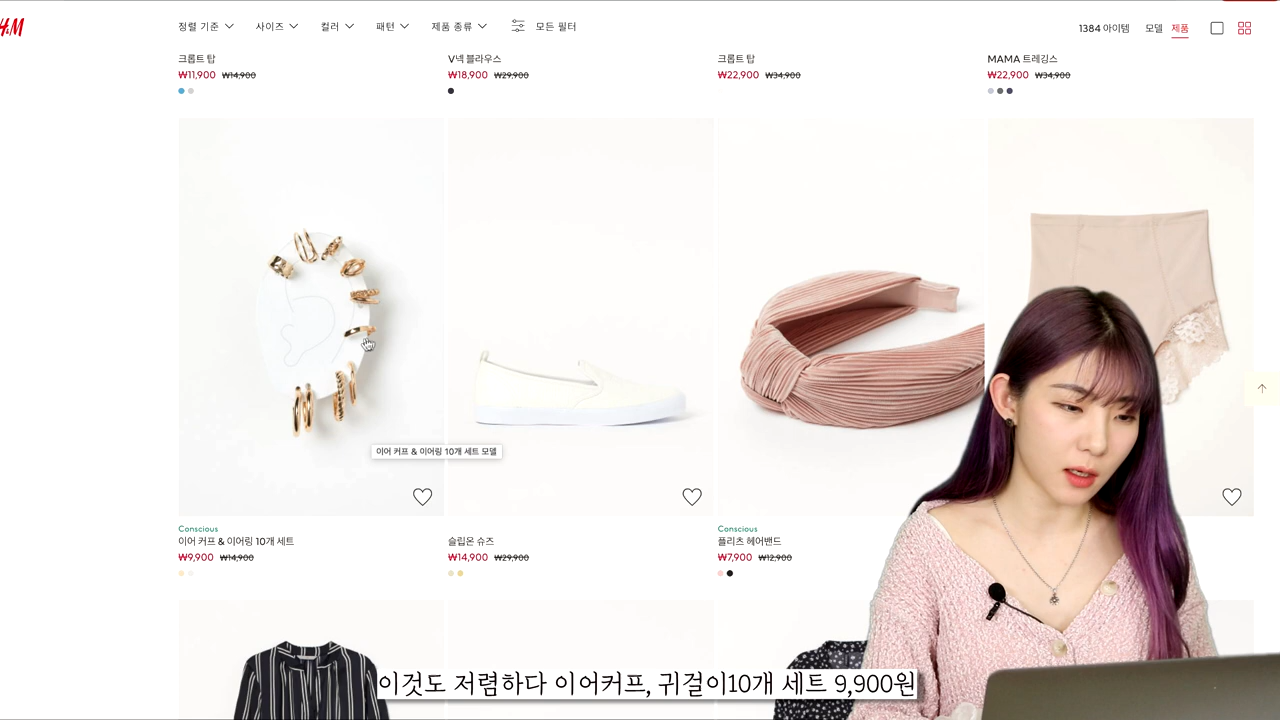 H&M
정렬 기준 사이즈 컬러 패턴 제품 종류 모든 필터
1384 아이템 모델 제품
크롭트 탑
₩11,900 ₩14,900
V넥 블라우스
₩18,900 ₩29,900
크롭트 탑
₩22,900 ₩34,900
MAMA 트레깅스
₩22,900 ₩34,900
이어 커프 & 이어링 10개 세트 모델
Conscious
이어 커프 & 이어링 10개 세트
₩9,900 ₩14,900
슬립온 슈즈
₩14,900 ₩29,900
Conscious
플리츠 헤어밴드
₩7,900 ₩12,900
이것도 저렴하다 이어커프, 귀걸이10개 세트 9,900원